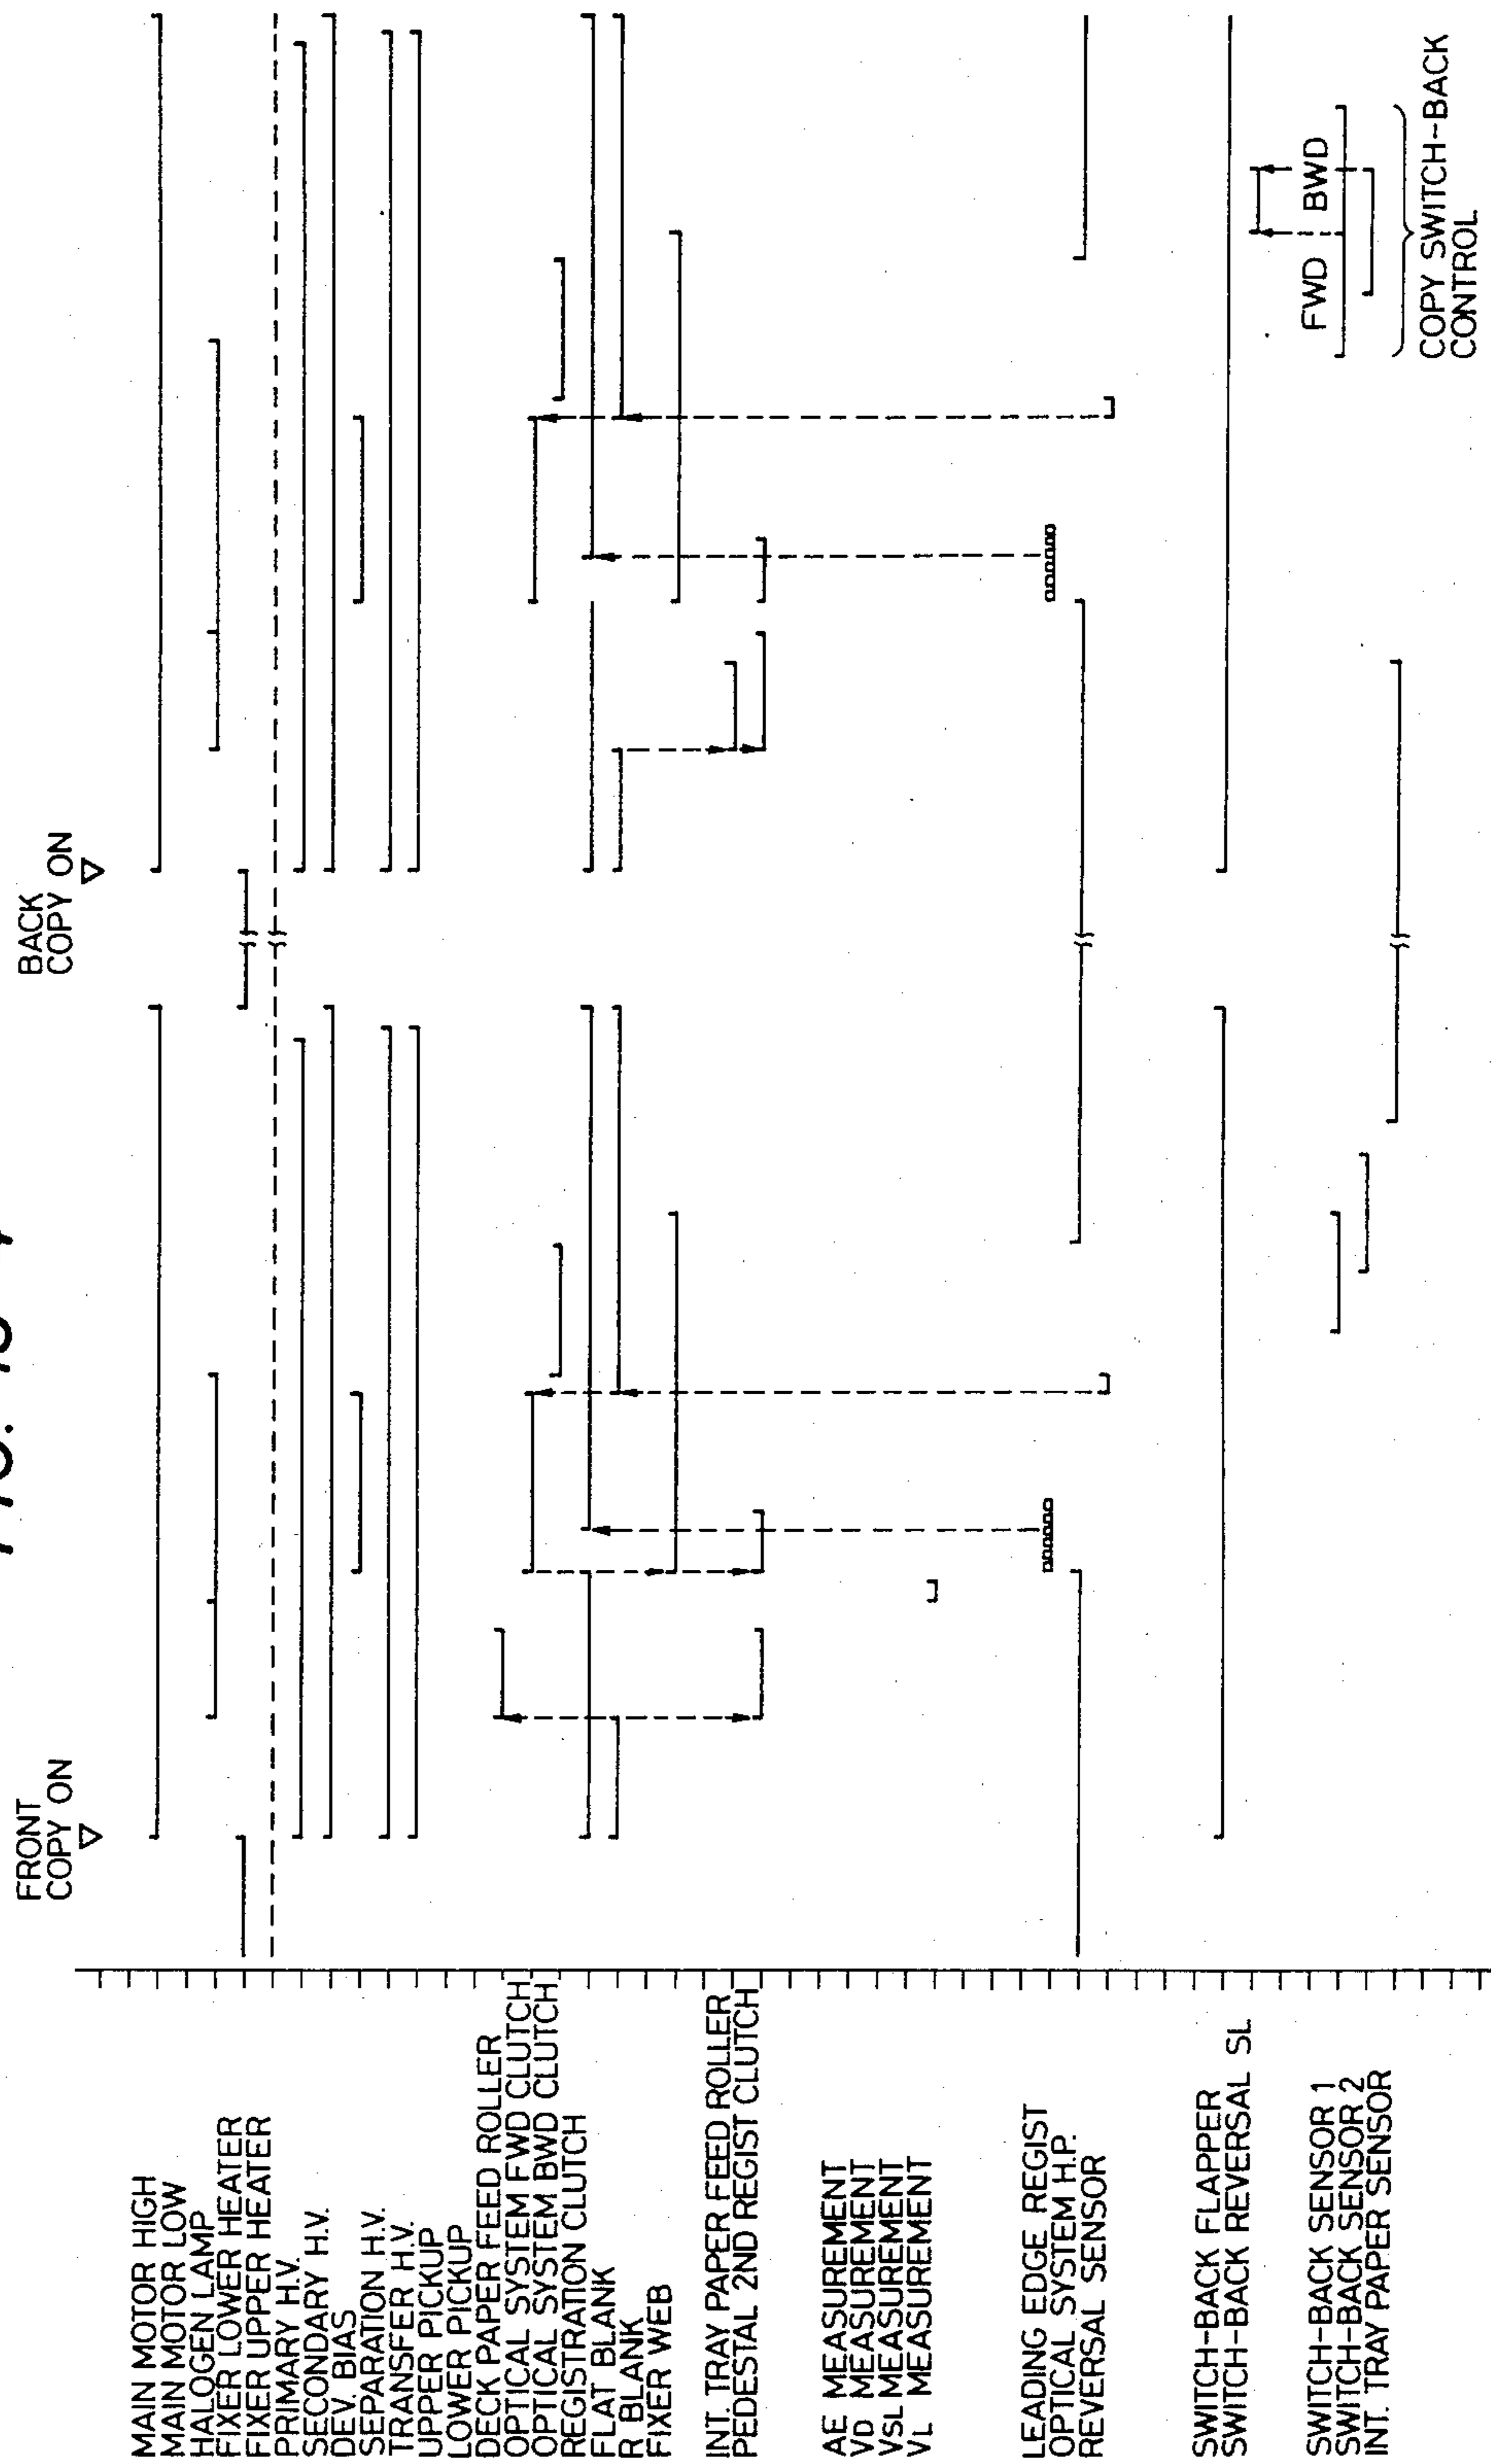 FRONT
COPY ON
BACK
COPY ON
MAIN MOTOR HIGH
MAIN MOTOR LOW
HALOGEN LAMP
FIXER LOWER HEATER
FIXER UPPER HEATER
PRIMARY H.V.
SECONDARY H.V.
DEV. BIAS
SEPARATION H.V.
TRANSFER H.V.
UPPER PICKUP
LOWER PICKUP
DECK PAPER FEED ROLLER
OPTICAL SYSTEM FWD CLUTCH
OPTICAL SYSTEM BWD CLUTCH
REGISTRATION CLUTCH
FLAT BLANK
R BLANK
FIXER WEB
INT. TRAY PAPER FEED ROLLER
PEDESTAL 2ND REGIST CLUTCH
AE MEASUREMENT
VD MEASUREMENT
VSL MEASUREMENT
VL MEASUREMENT
LEADING EDGE REGIST
OPTICAL SYSTEM H.P.
REVERSAL SENSOR
SWITCH-BACK FLAPPER
SWITCH-BACK REVERSAL SL
SWITCH-BACK SENSOR 1
SWITCH-BACK SENSOR 2
INT. TRAY PAPER SENSOR
FWD BWD
COPY SWITCH-BACK
CONTROL